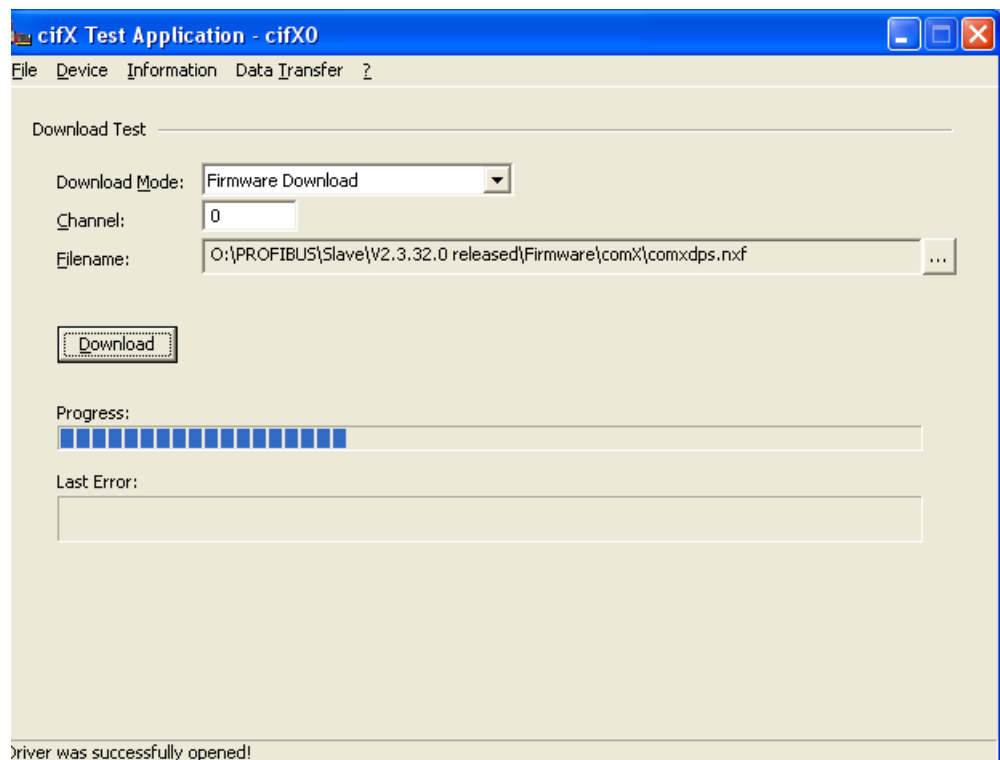 cifX Test Application - cifX0
File Device Information Data Transfer ?
Download Test
Download Mode: Firmware Download
Channel: 0
Filename: O:\PROFIBUS\Slave\V2.3.32.0 released\Firmware\comX\comxdps.nxf ...
Download
Progress:
Last Error:
Driver was successfully opened!